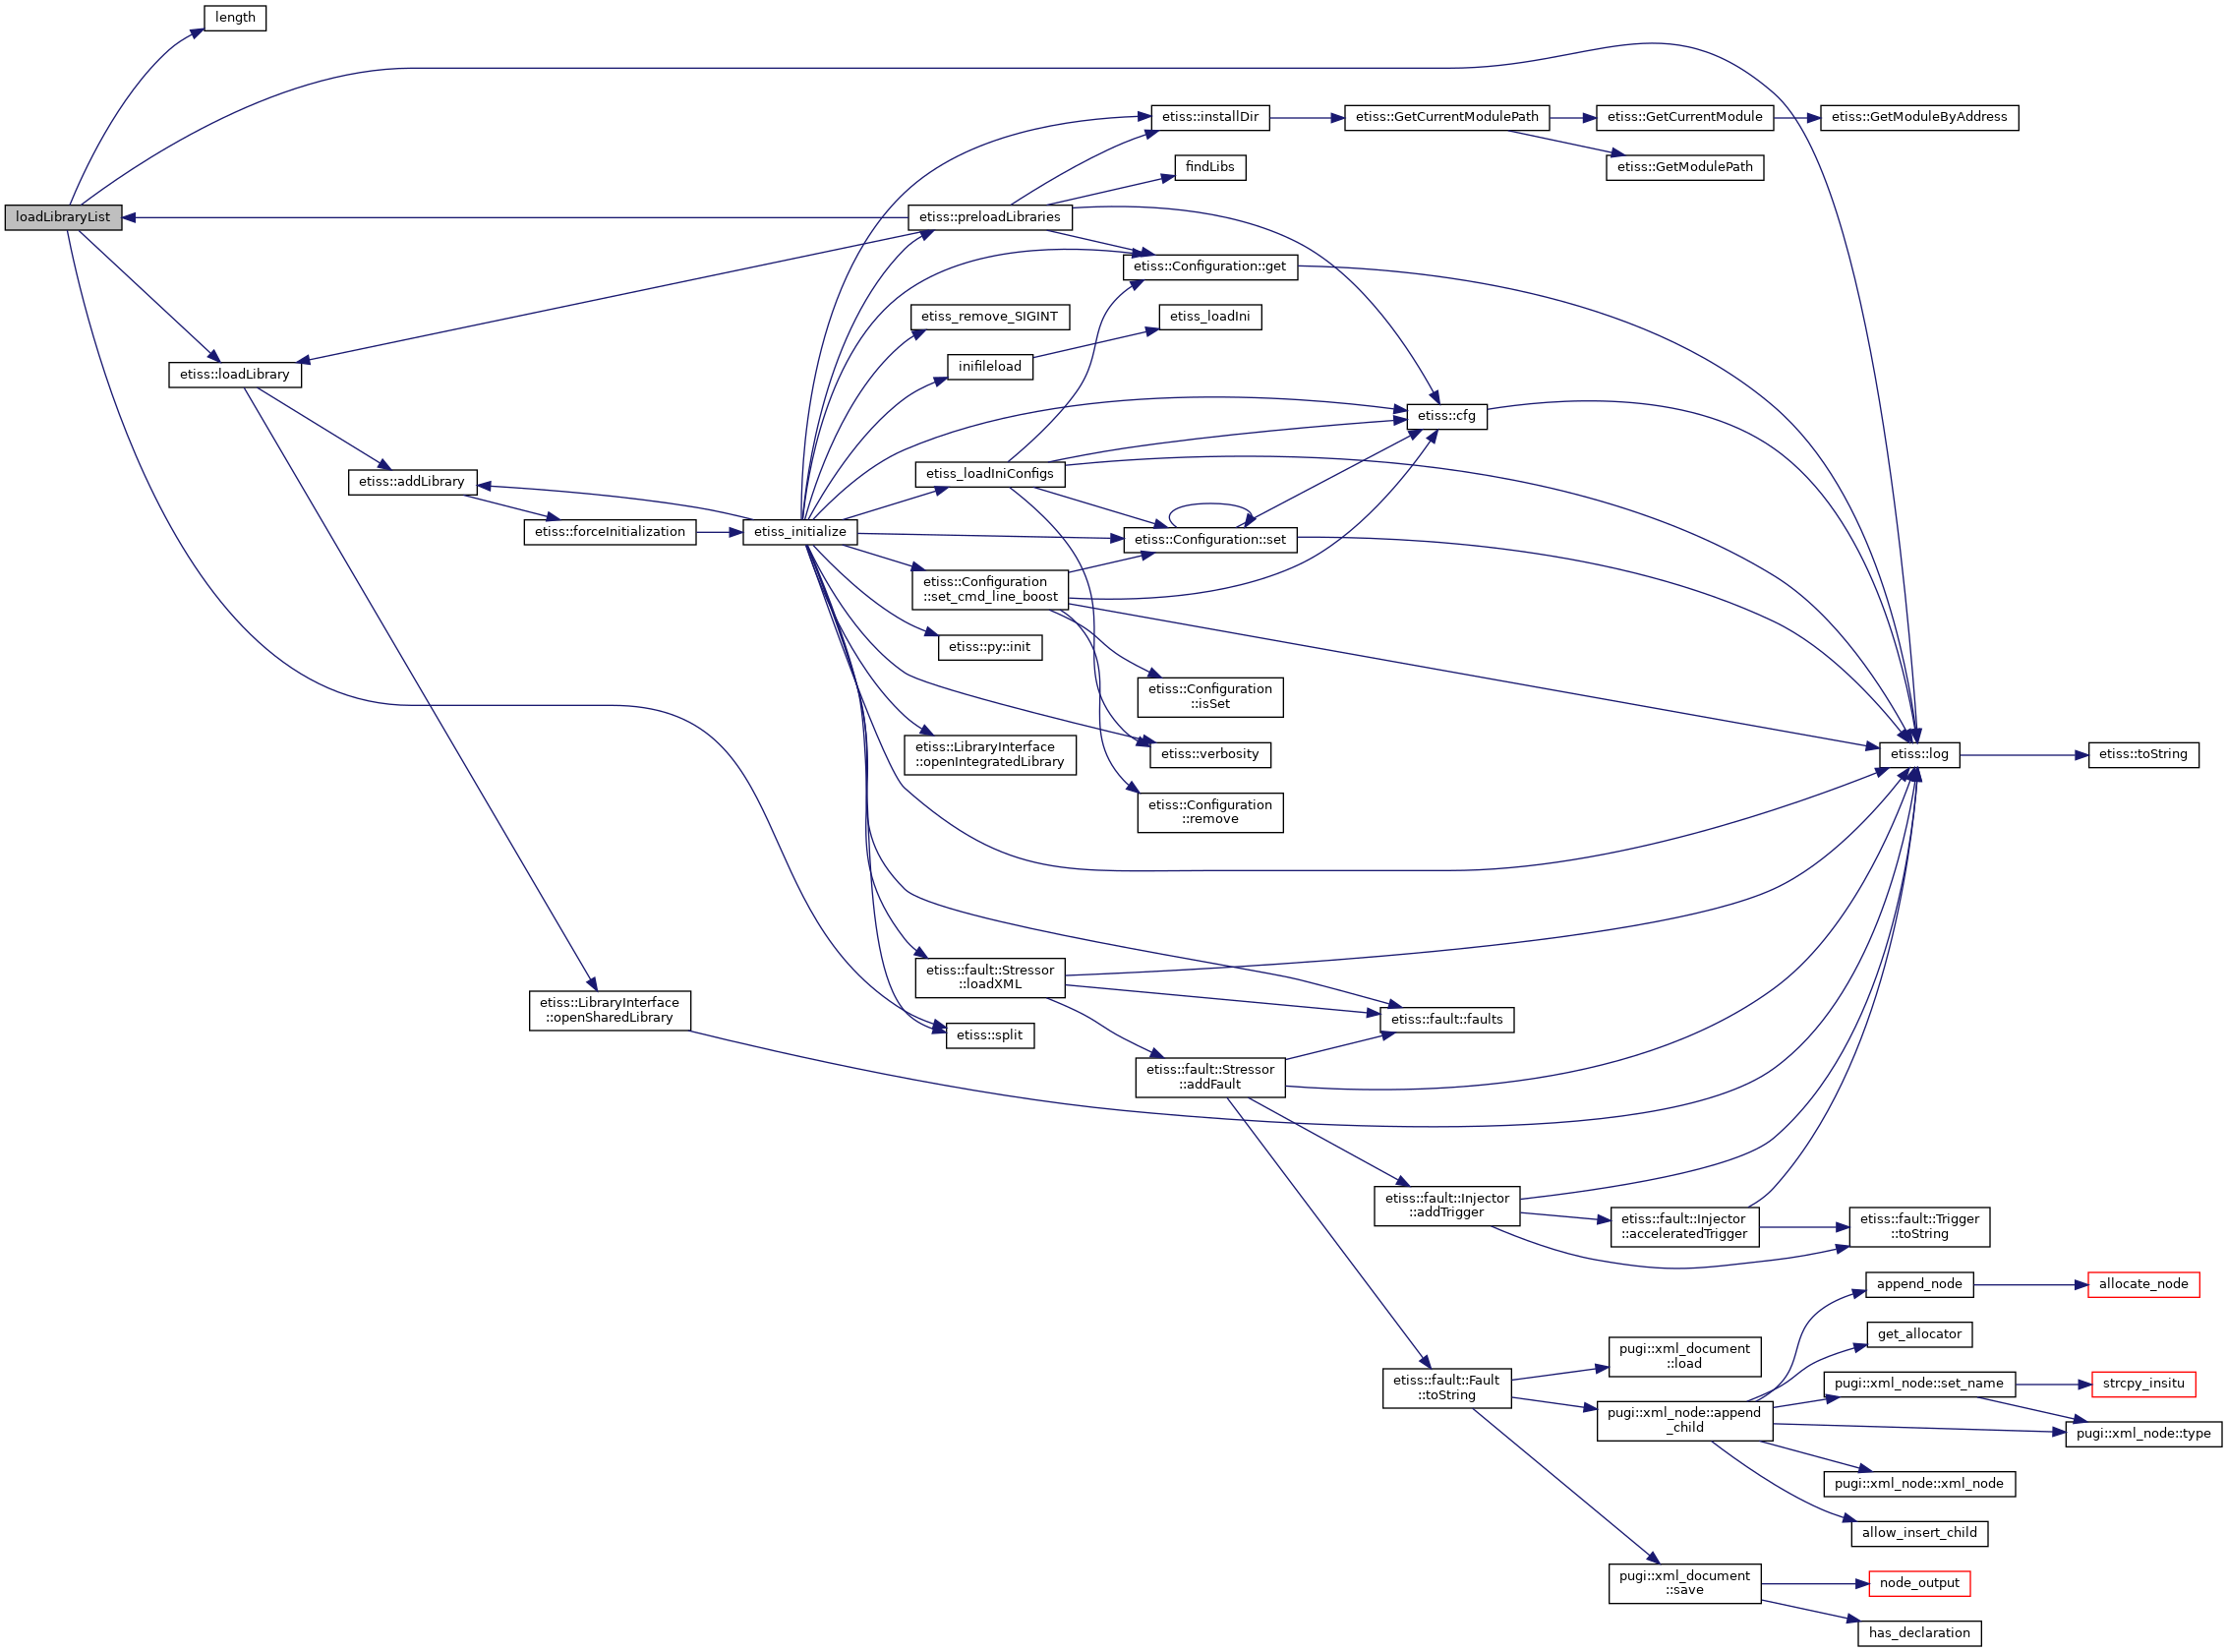 length
etiss::installDir
etiss::GetCurrentModulePath
etiss::GetCurrentModule
etiss::GetModuleByAddress
findLibs
etiss::GetModulePath
loadLibraryList
etiss::preloadLibraries
etiss::Configuration::get
etiss_remove_SIGINT
etiss_loadIni
inifileload
etiss::loadLibrary
etiss::cfg
etiss_loadIniConfigs
etiss::addLibrary
etiss::forceInitialization
etiss_initialize
etiss::Configuration::set
etiss::Configuration
::set_cmd_line_boost
etiss::py::init
etiss::Configuration
::isSet
etiss::LibraryInterface
::openIntegratedLibrary
etiss::verbosity
etiss::log
etiss::toString
etiss::Configuration
::remove
etiss::fault::Stressor
::loadXML
etiss::LibraryInterface
::openSharedLibrary
etiss::fault::faults
etiss::split
etiss::fault::Stressor
::addFault
etiss::fault::Injector
::addTrigger
etiss::fault::Injector
::acceleratedTrigger
etiss::fault::Trigger
::toString
append_node
allocate_node
get_allocator
pugi::xml_document
::load
etiss::fault::Fault
::toString
pugi::xml_node::set_name
strcpy_insitu
pugi::xml_node::append
_child
pugi::xml_node::type
pugi::xml_node::xml_node
allow_insert_child
pugi::xml_document
::save
node_output
has_declaration